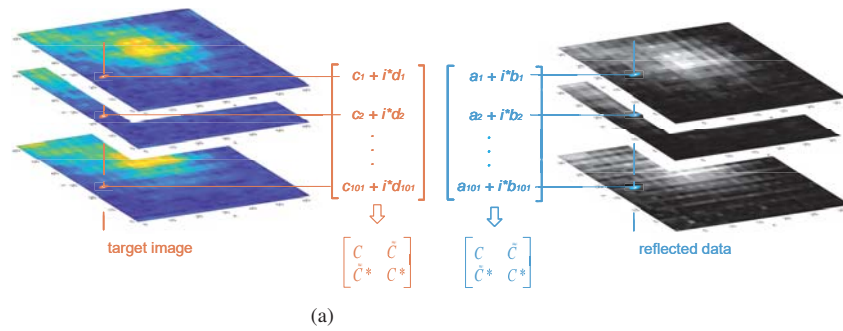 c1 + i*d1
c2 + i*d2
.
.
.
c101 + i*d101
a1 + i*b1
a2 + i*b2
.
.
.
a101 + i*b101
target image
reflected data
C C̃
C̃* C*
C C̃
C̃* C*
(a)